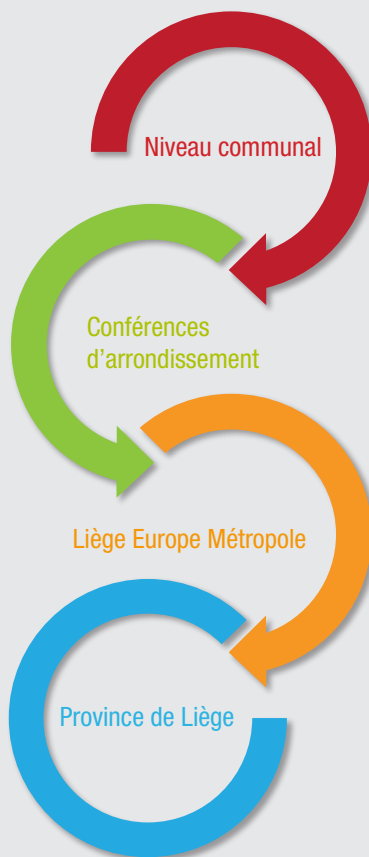 Niveau communal
Conférences
d'arrondissement
Liège Europe Métropole
Province de Liège